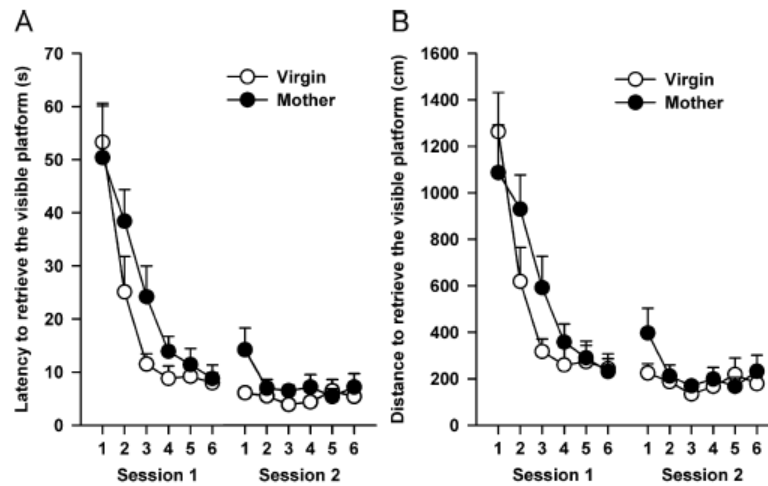 A
Latency to retrieve the visible platform (s)
70
60
50
40
30
20
10
0
Virgin
Mother
1 2 3 4 5 6 1 2 3 4 5 6
Session 1 Session 2
B
Distance to retrieve the visible platform (cm)
1600
1400
1200
1000
800
600
400
200
0
Virgin
Mother
1 2 3 4 5 6 1 2 3 4 5 6
Session 1 Session 2